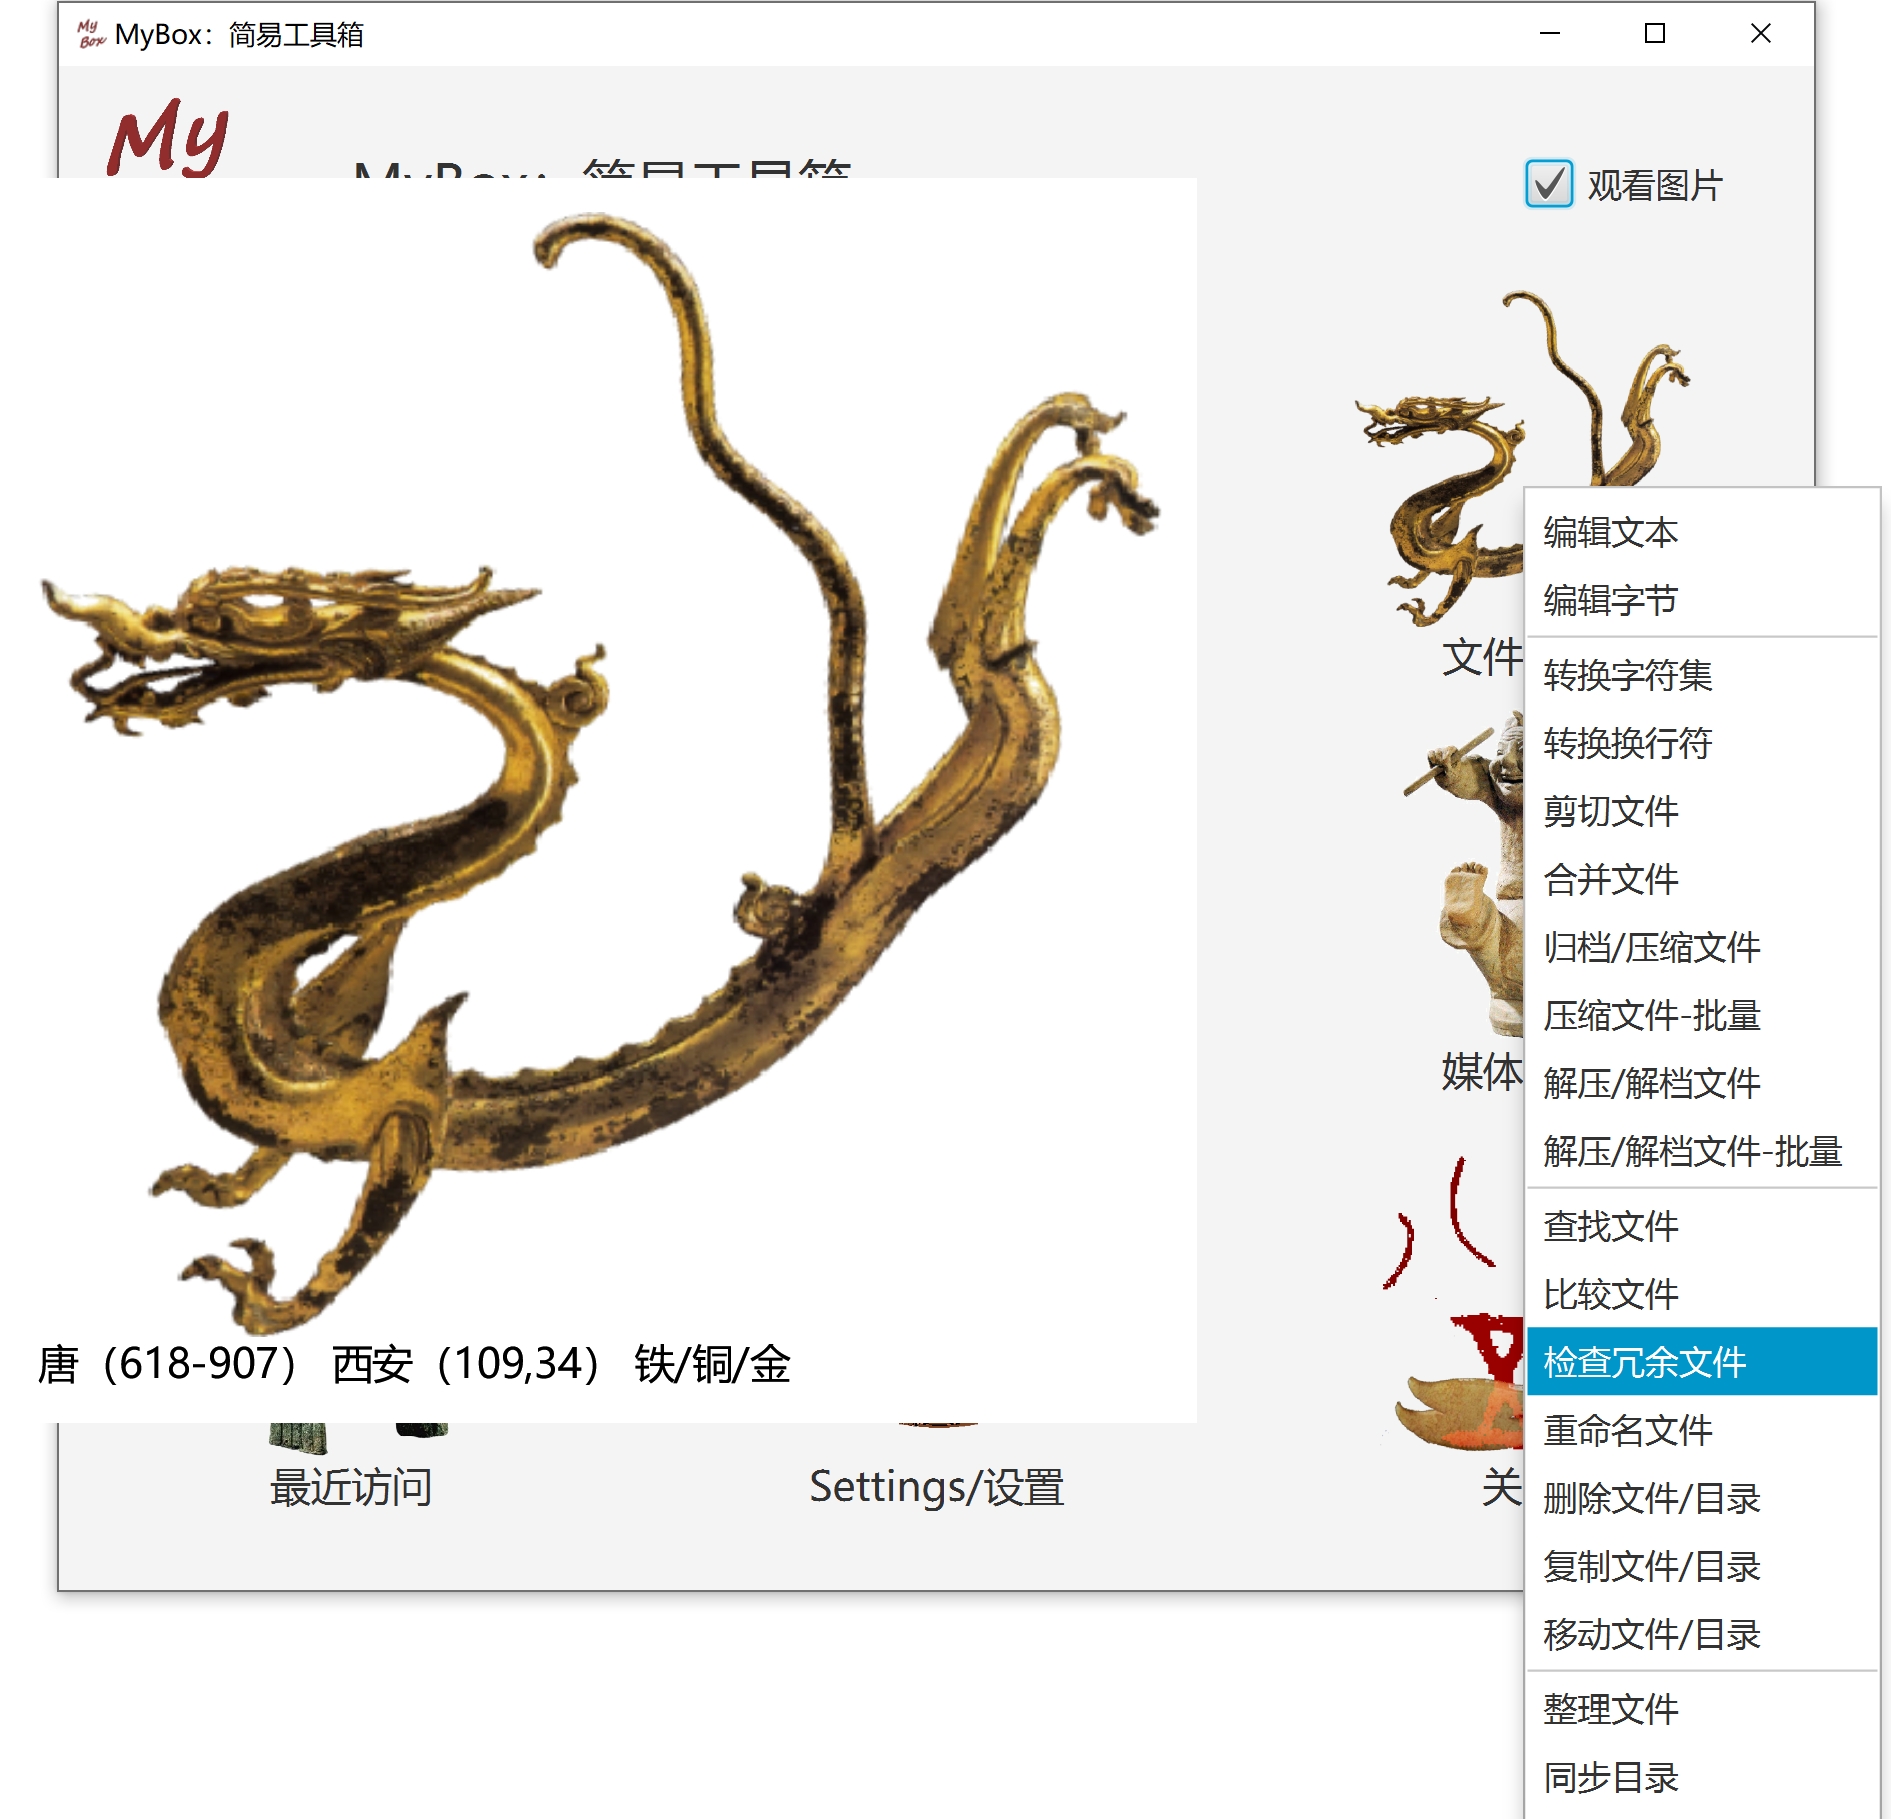 My Box MyBox：简易工具箱
My
MyBox：简易工具箱
观看图片
文件
媒体
唐（618-907） 西安（109,34） 铁/铜/金
最近访问
Settings/设置
关
编辑文本
编辑字节
转换字符集
转换换行符
剪切文件
合并文件
归档/压缩文件
压缩文件-批量
解压/解档文件
解压/解档文件-批量
查找文件
比较文件
检查冗余文件
重命名文件
删除文件/目录
复制文件/目录
移动文件/目录
整理文件
同步目录